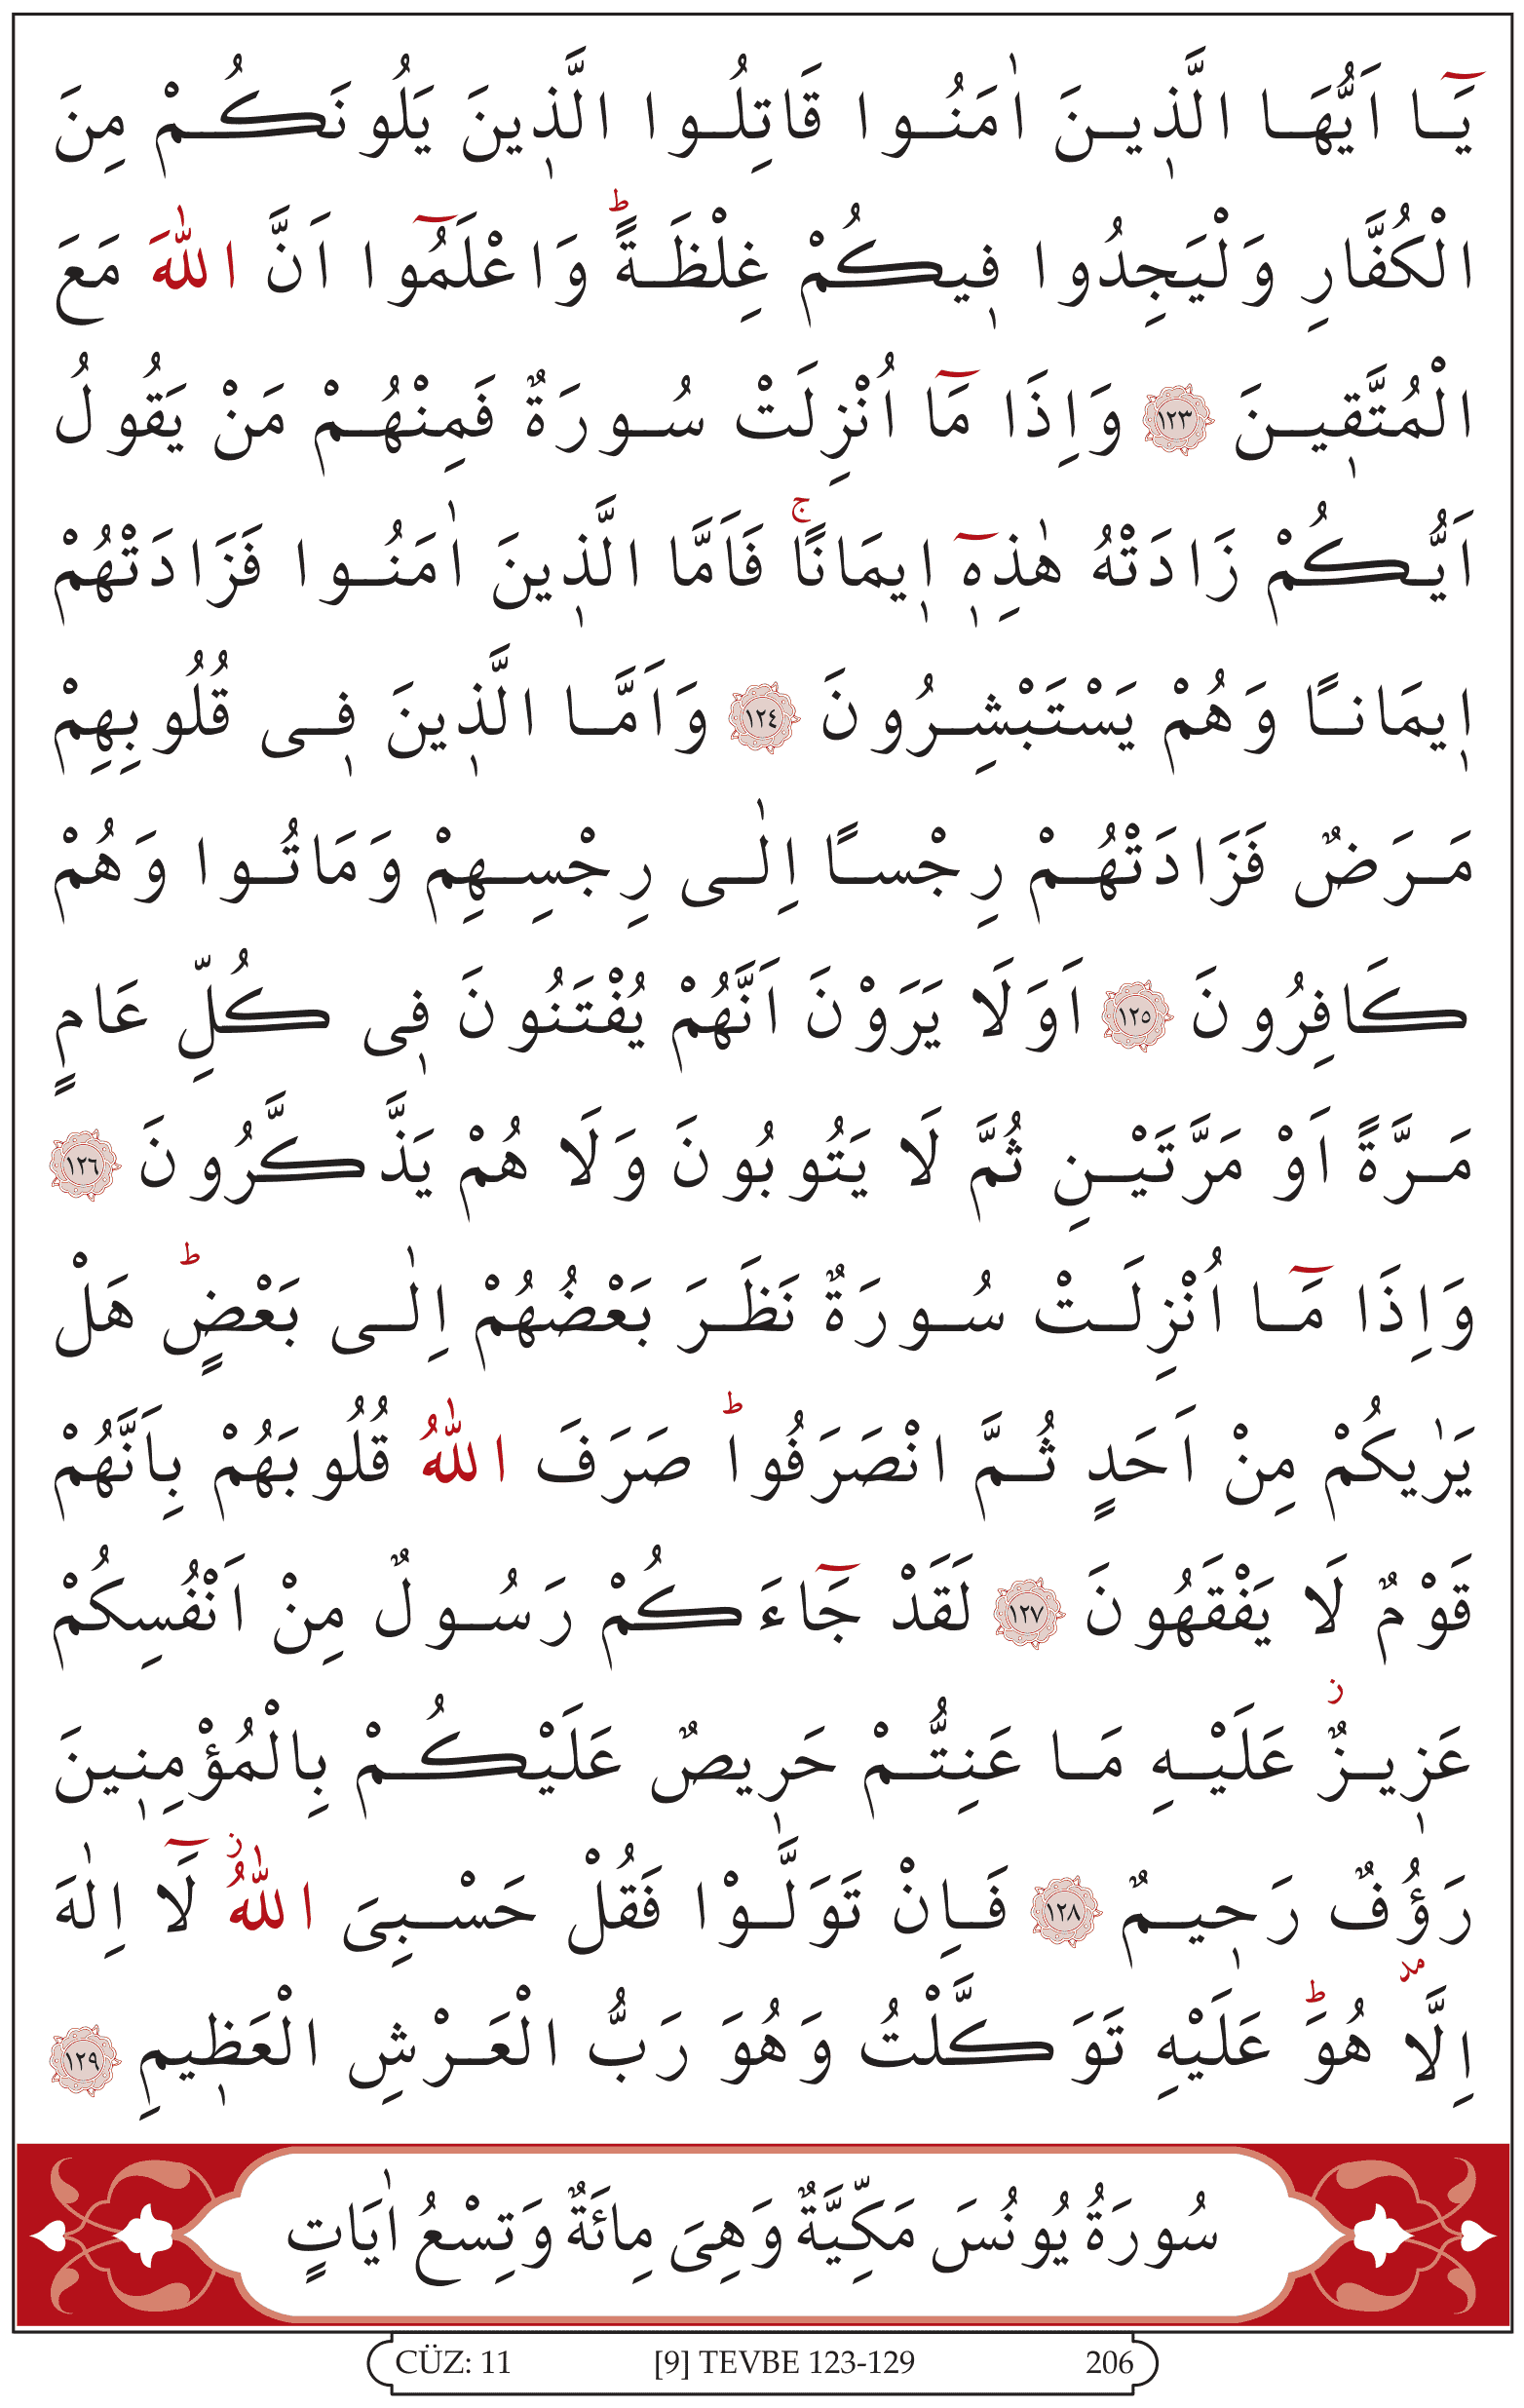 يَٓا اَيُّهَا الَّذ۪ينَ اٰمَنُوا قَاتِلُوا الَّذ۪ينَ يَلُونَكُمْ مِنَ
الْكُفَّارِ وَلْيَجِدُوا ف۪يكُمْ غِلْظَةًؕ وَاعْلَمُٓوا اَنَّ اللّٰهَ مَعَ
الْمُتَّق۪ينَ ﴿١٢٣﴾ وَاِذَا مَٓا اُنْزِلَتْ سُورَةٌ فَمِنْهُمْ مَنْ يَقُولُ
اَيُّكُمْ زَادَتْهُ هٰذِه۪ٓ ا۪يمَانًاۚ فَاَمَّا الَّذ۪ينَ اٰمَنُوا فَزَادَتْهُمْ
ا۪يمَانًا وَهُمْ يَسْتَبْشِرُونَ ﴿١٢٤﴾ وَاَمَّا الَّذ۪ينَ ف۪ى قُلُوبِهِمْ
مَرَضٌ فَزَادَتْهُمْ رِجْسًا اِلٰى رِجْسِهِمْ وَمَاتُوا وَهُمْ
كَافِرُونَ ﴿١٢٥﴾ اَوَلَا يَرَوْنَ اَنَّهُمْ يُفْتَنُونَ ف۪ى كُلِّ عَامٍ
مَرَّةً اَوْ مَرَّتَيْنِ ثُمَّ لَا يَتُوبُونَ وَلَا هُمْ يَذَّكَّرُونَ ﴿١٢٦﴾
وَاِذَا مَٓا اُنْزِلَتْ سُورَةٌ نَظَرَ بَعْضُهُمْ اِلٰى بَعْضٍؕ هَلْ
يَرٰيكُمْ مِنْ اَحَدٍ ثُمَّ انْصَرَفُواؕ صَرَفَ اللّٰهُ قُلُوبَهُمْ بِاَنَّهُمْ
قَوْمٌ لَا يَفْقَهُونَ ﴿١٢٧﴾ لَقَدْ جَٓاءَكُمْ رَسُولٌ مِنْ اَنْفُسِكُمْ
عَز۪يزٌؗ عَلَيْهِ مَا عَنِتُّمْ حَر۪يصٌ عَلَيْكُمْ بِالْمُؤْمِن۪ينَ
رَؤُفٌ رَح۪يمٌ ﴿١٢٨﴾ فَاِنْ تَوَلَّوْا فَقُلْ حَسْبِىَ اللّٰهُؗ لَٓا اِلٰهَ
اِلَّا هُوَؕ عَلَيْهِ تَوَكَّلْتُ وَهُوَ رَبُّ الْعَرْشِ الْعَظ۪يمِ ﴿١٢٩﴾
سُورَةُ يُونُسَ مَكِّيَّةٌ وَهِىَ مِائَةٌ وَتِسْعُ اٰيَاتٍ
CÜZ: 11 [9] TEVBE 123-129 206